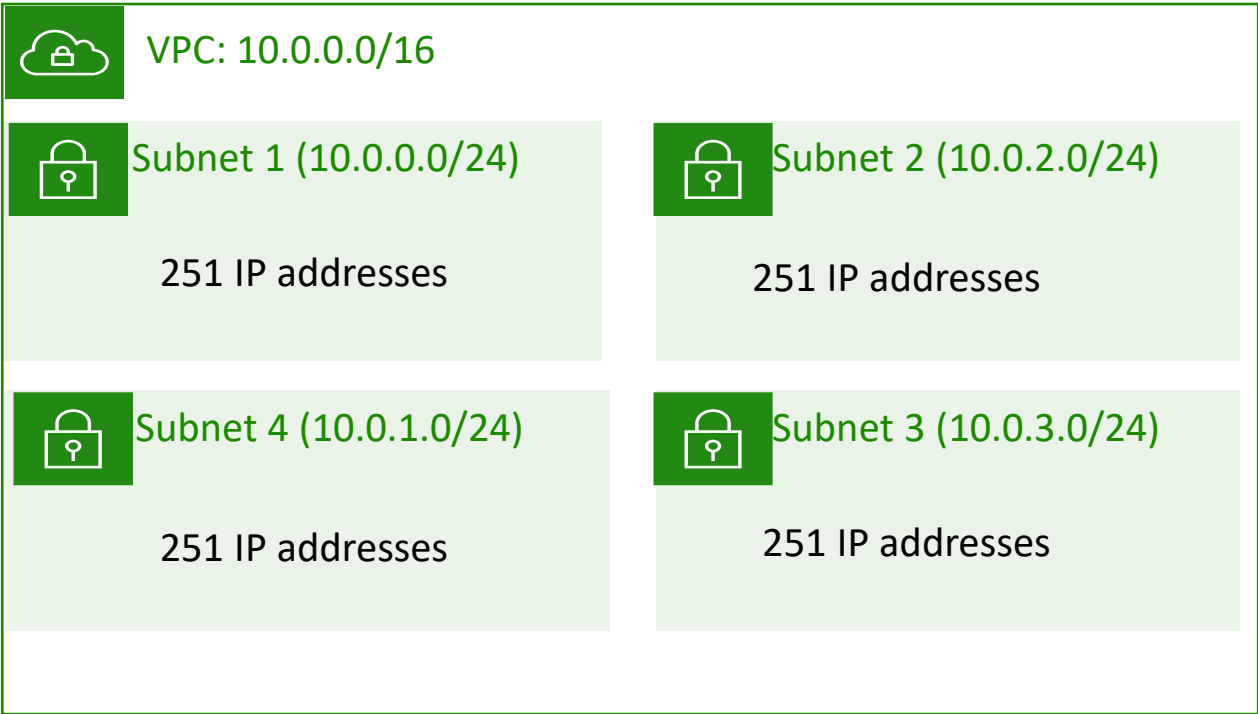 VPC: 10.0.0.0/16
Subnet 1 (10.0.0.0/24)
251 IP addresses
Subnet 2 (10.0.2.0/24)
251 IP addresses
Subnet 4 (10.0.1.0/24)
251 IP addresses
Subnet 3 (10.0.3.0/24)
251 IP addresses